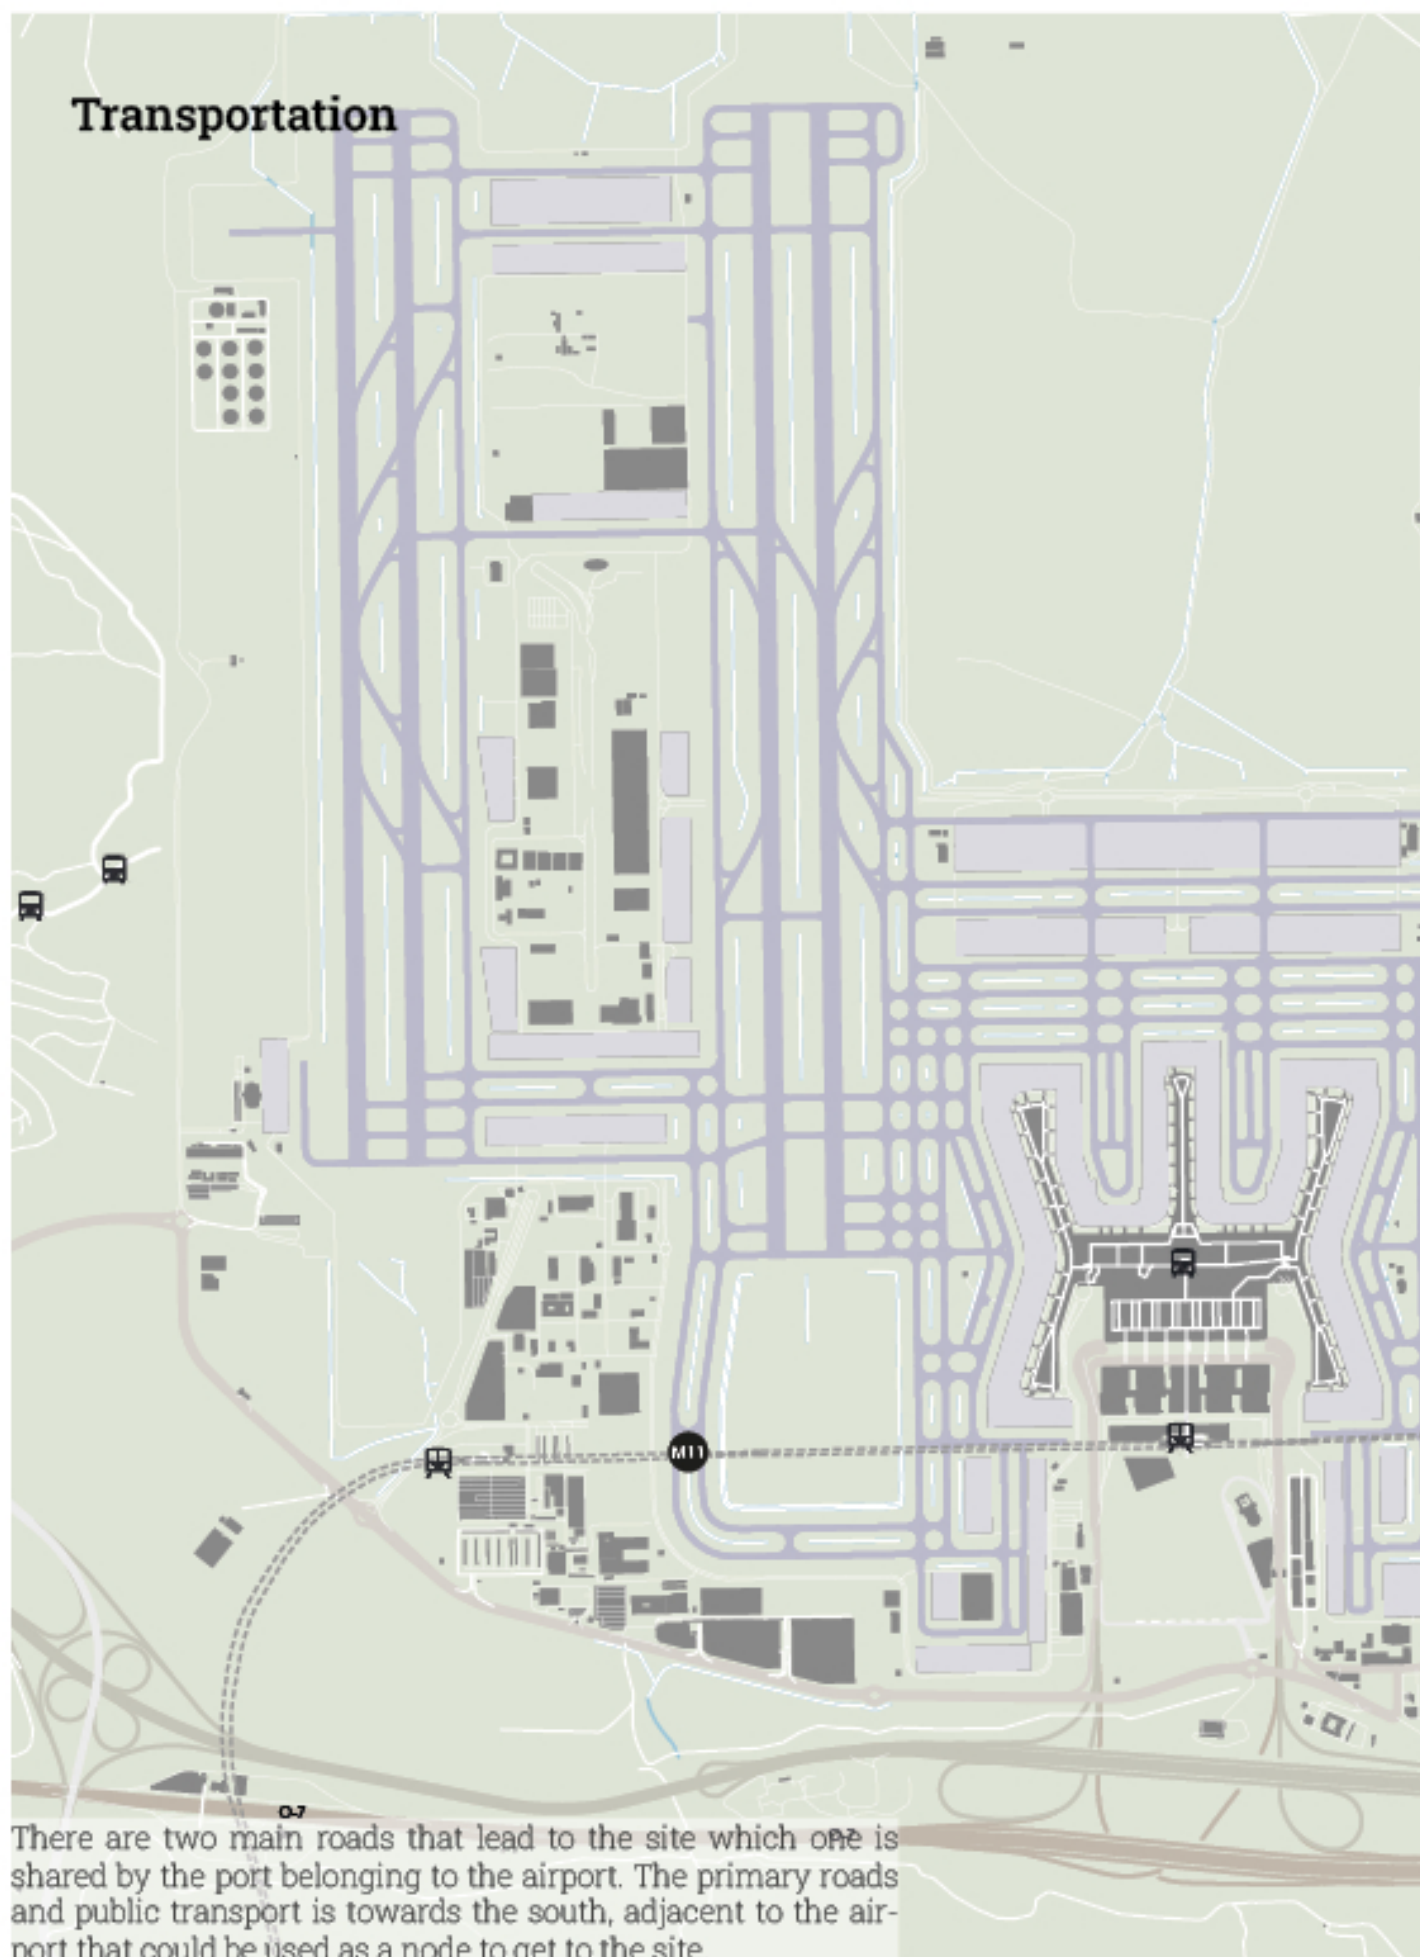 Transportation
M11
O-7
O-7
There are two main roads that lead to the site which one is
shared by the port belonging to the airport. The primary roads
and public transport is towards the south, adjacent to the air-
port that could be used as a node to get to the site